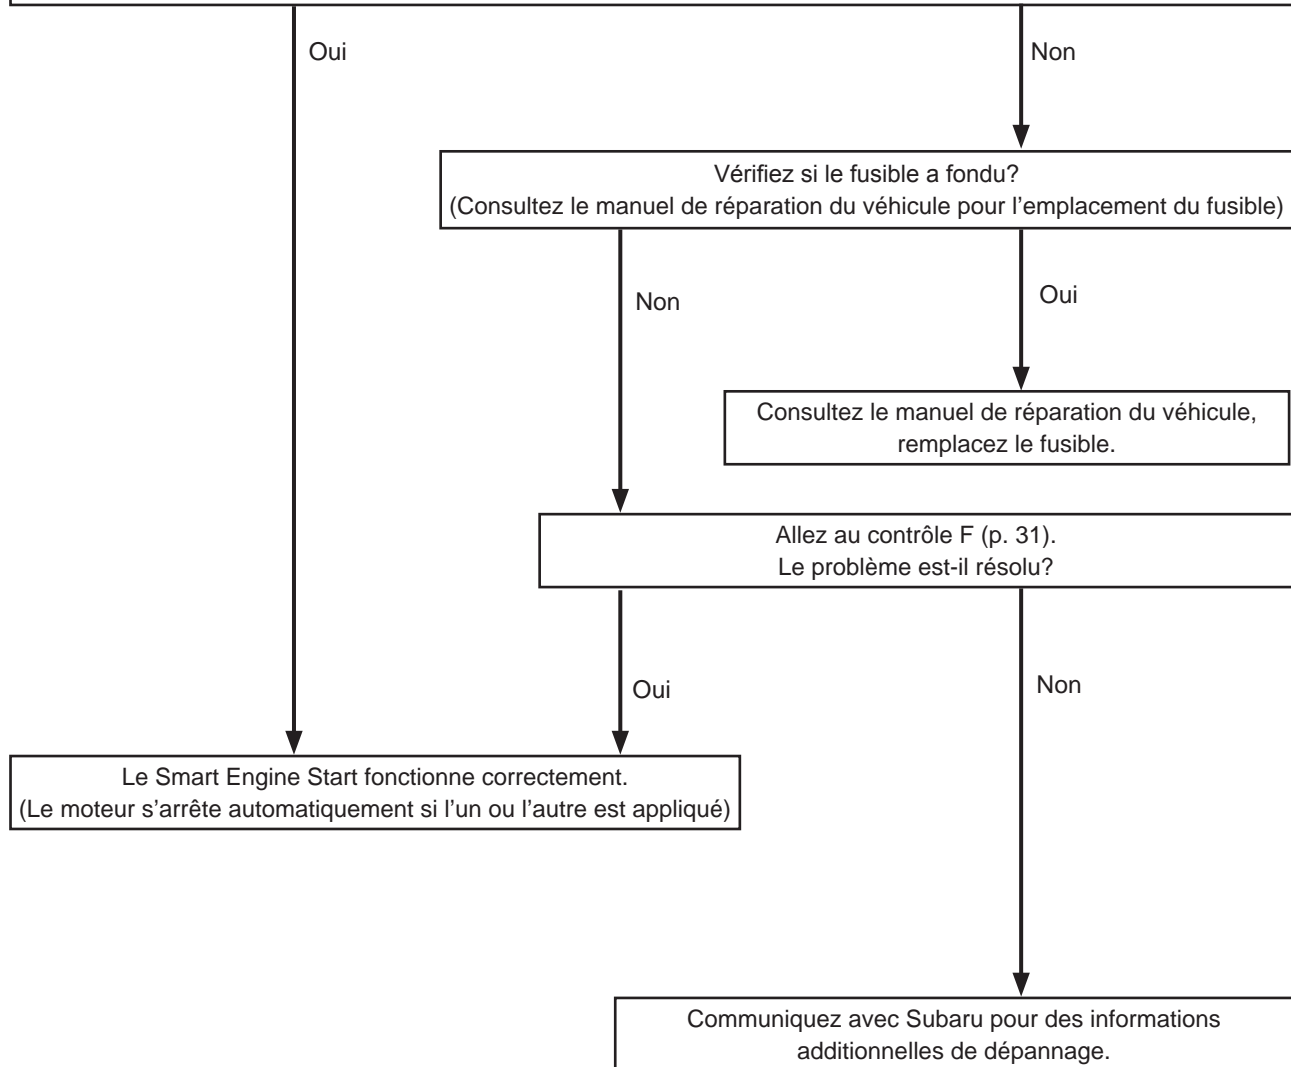 Oui
Non
Vérifiez si le fusible a fondu?
(Consultez le manuel de réparation du véhicule pour l'emplacement du fusible)
Non
Oui
Consultez le manuel de réparation du véhicule,
remplacez le fusible.
Allez au contrôle F (p. 31).
Le problème est-il résolu?
Oui
Non
Le Smart Engine Start fonctionne correctement.
(Le moteur s'arrête automatiquement si l'un ou l'autre est appliqué)
Communiquez avec Subaru pour des informations
additionnelles de dépannage.